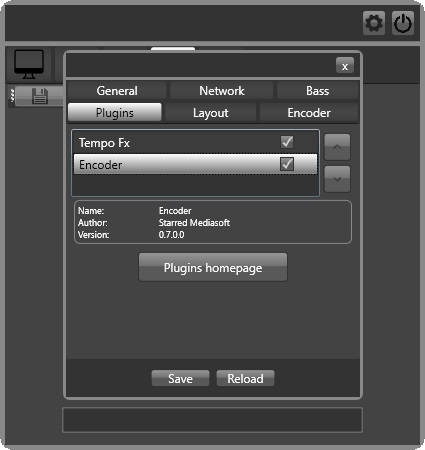 x
General Network Bass
Plugins Layout Encoder
Tempo Fx
Encoder
Name: Encoder
Author: Starred Mediasoft
Version: 0.7.0.0
Plugins homepage
Save Reload